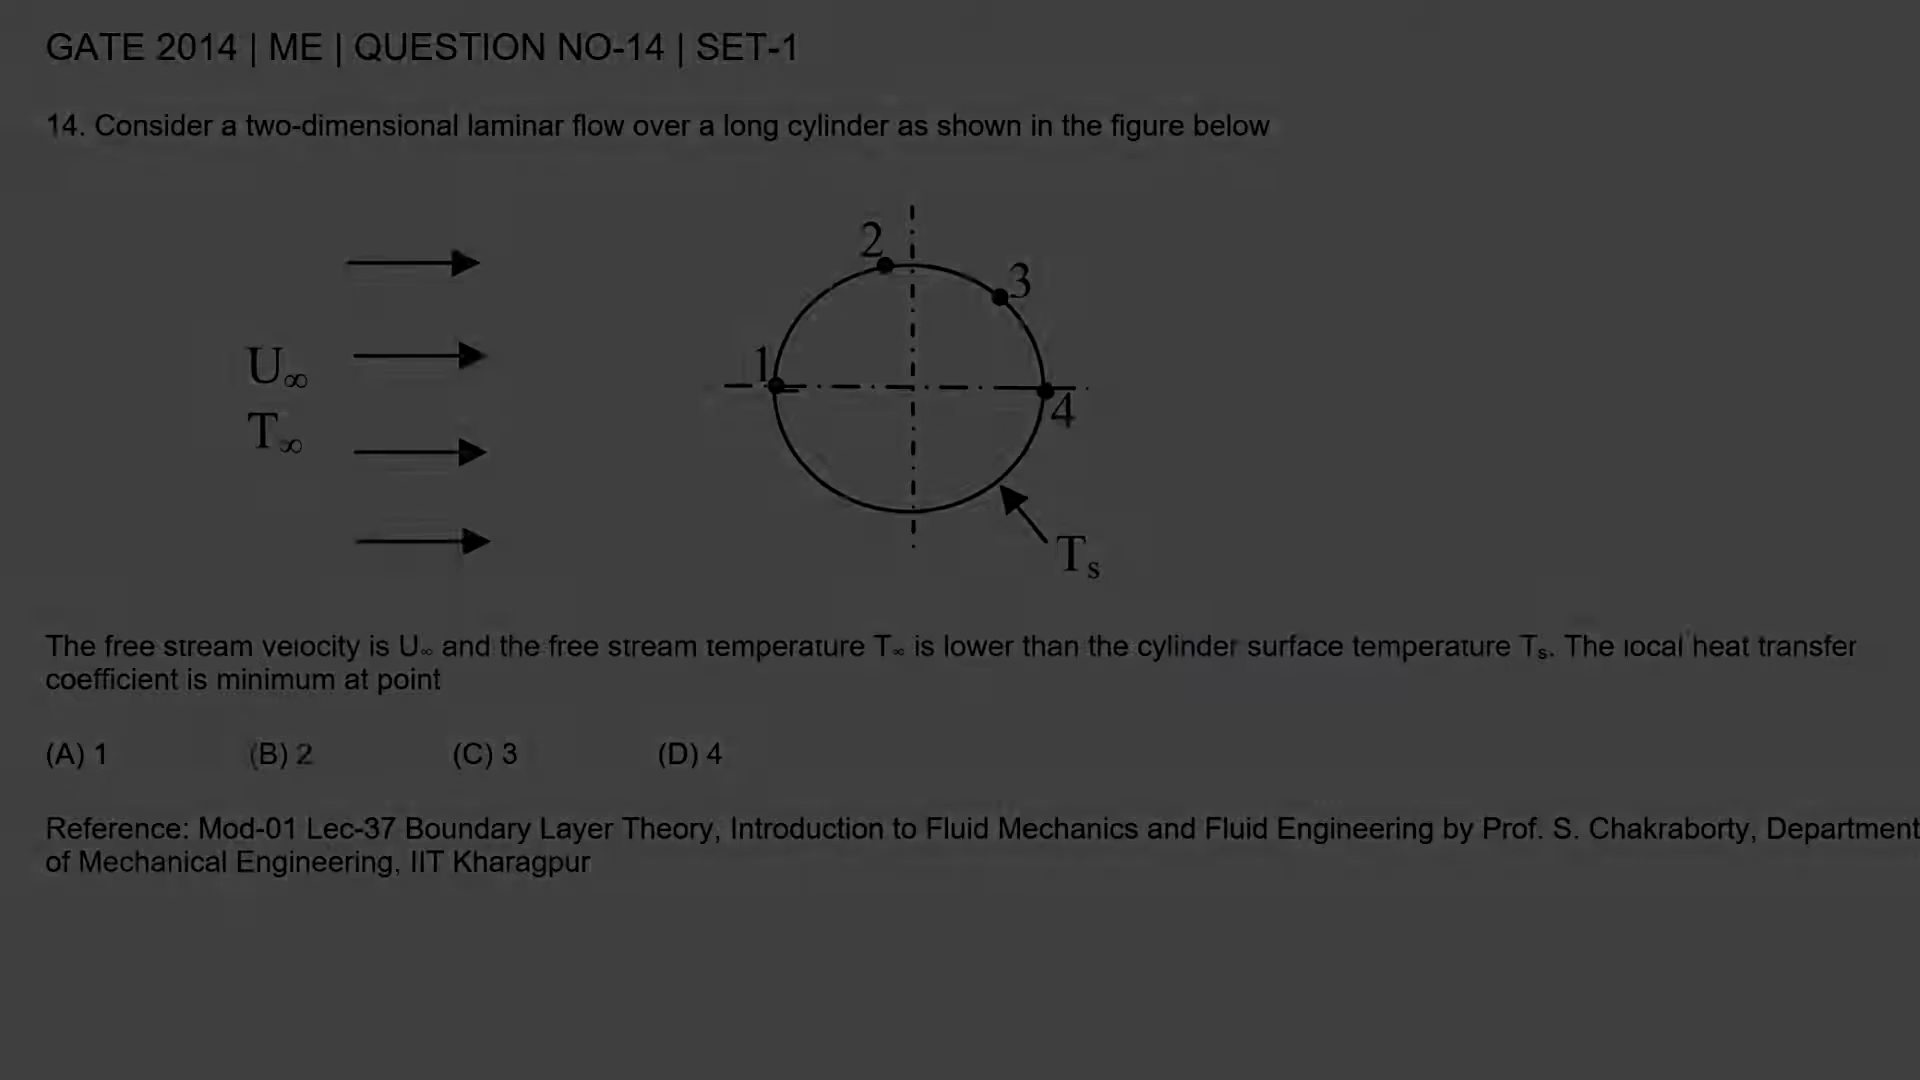 GATE 2014 | ME | QUESTION NO-14 | SET-1
14. Consider a two-dimensional laminar flow over a long cylinder as shown in the figure below
2
3
1
U∞
T∞
4
Ts
The free stream velocity is U∞ and the free stream temperature T∞ is lower than the cylinder surface temperature Ts. The local heat transfer
coefficient is minimum at point
(A) 1 (B) 2 (C) 3 (D) 4
Reference: Mod-01 Lec-37 Boundary Layer Theory, Introduction to Fluid Mechanics and Fluid Engineering by Prof. S. Chakraborty, Department
of Mechanical Engineering, IIT Kharagpur